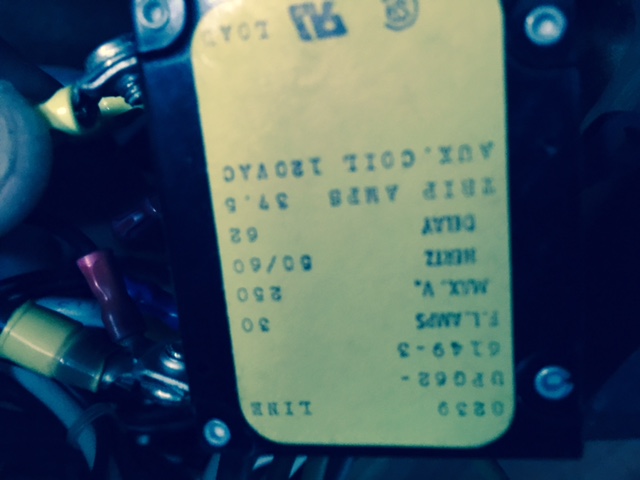 0239 LINE
UPG62-
6149-3
F.L.AMPS 30
MAX. V. 250
HERTZ 50/60
DELAY 62
TRIP AMPS 37.5
AUX. COIL 120VAC
LOAD